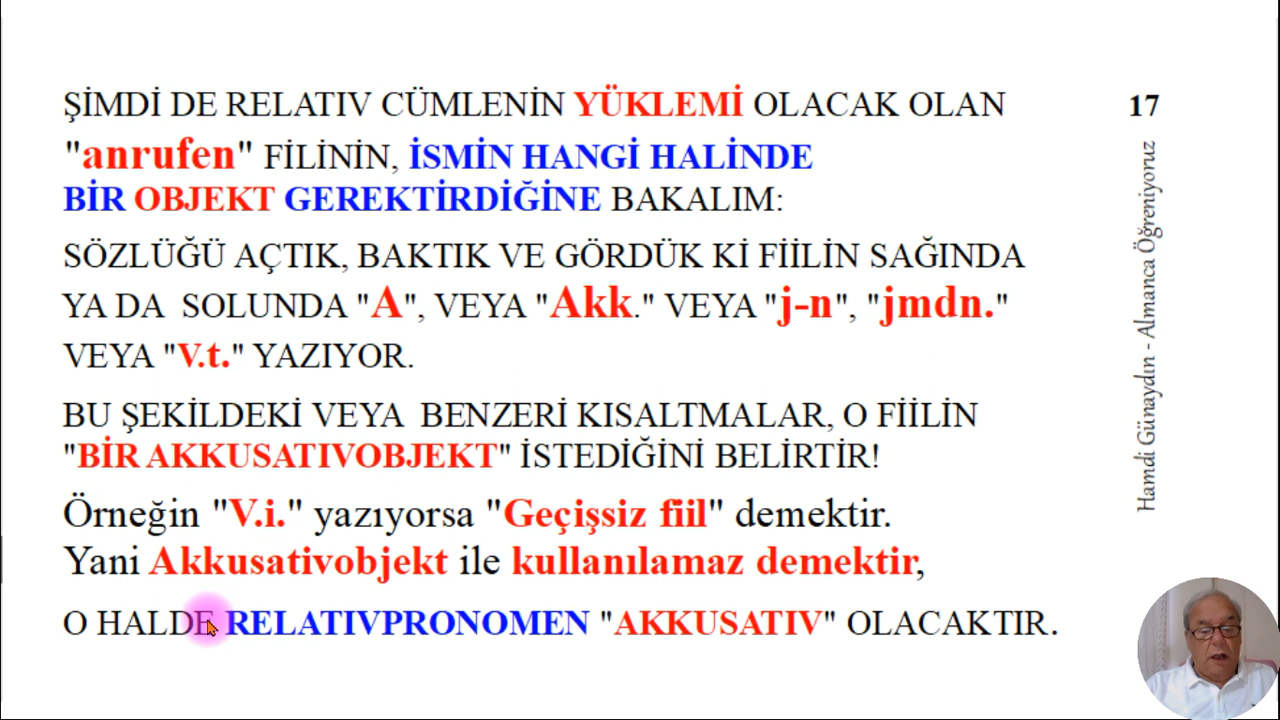 ŞİMDİ DE RELATIV CÜMLENİN YÜKLEMİ OLACAK OLAN
"anrufen" FİLİNİN, İSMİN HANGİ HALİNDE
BİR OBJEKT GEREKTİRDİĞİNE BAKALIM:
SÖZLÜĞÜ AÇTIK, BAKTIK VE GÖRDÜK Kİ FİİLİN SAĞINDA
YA DA SOLUNDA "A", VEYA "Akk." VEYA "j-n", "jmdn."
VEYA "V.t." YAZIYOR.
BU ŞEKİLDEKİ VEYA BENZERİ KISALTMALAR, O FİİLİN
"BİR AKKUSATIVOBJEKT" İSTEDİĞİNİ BELİRTİR!
Örneğin "V.i." yazıyorsa "Geçişsiz fiil" demektir.
Yani Akkusativobjekt ile kullanılamaz demektir,
O HALDE RELATIVPRONOMEN "AKKUSATIV" OLACAKTIR.
17
Hamdi Günaydın - Almanca Öğreniyoruz